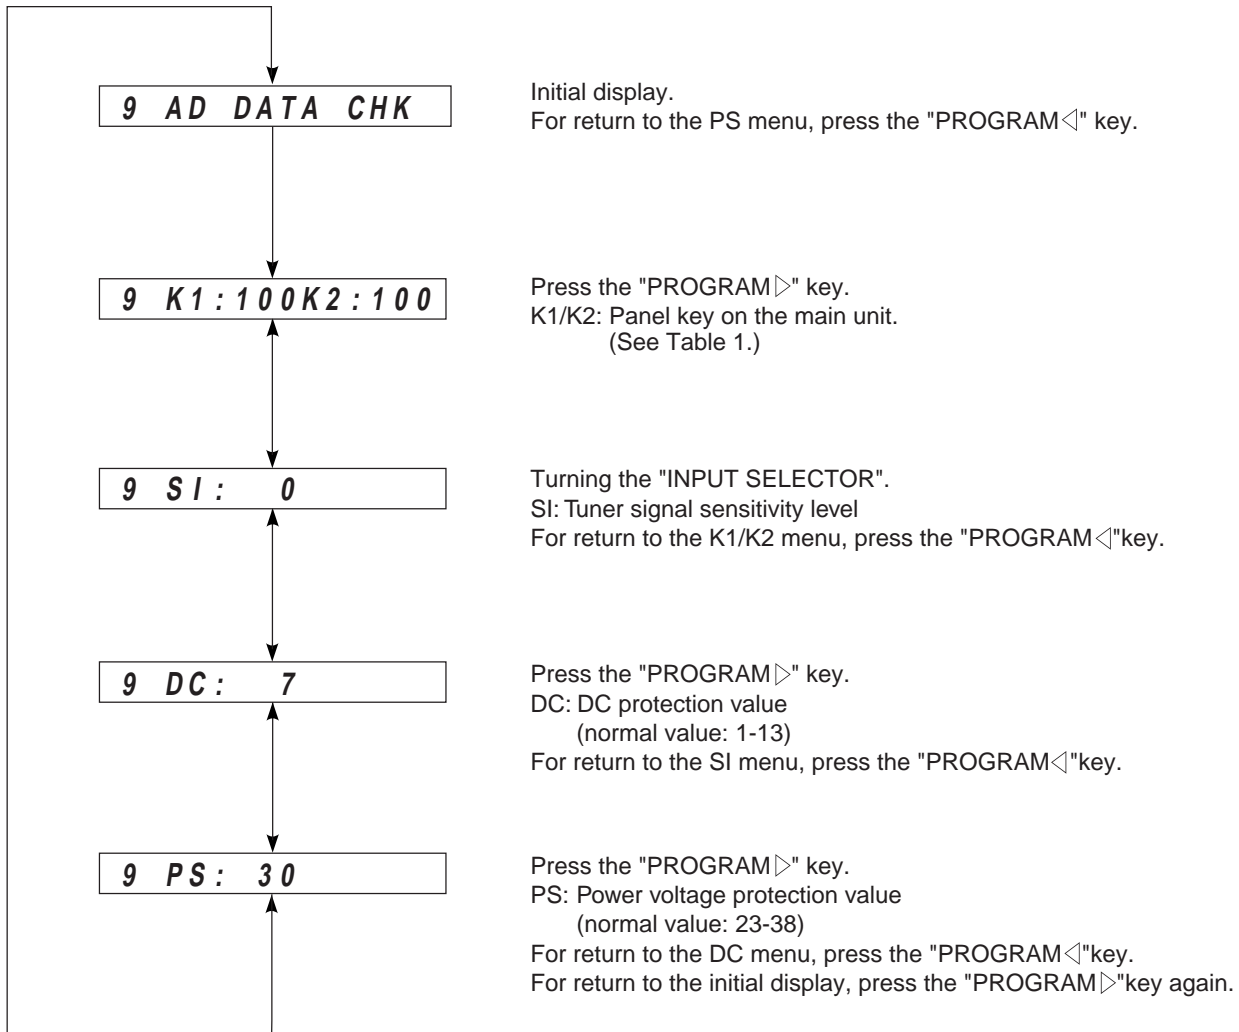 9 AD DATA CHK
Initial display.
For return to the PS menu, press the "PROGRAM◁" key.
9 K1:100K2:100
Press the "PROGRAM▷" key.
K1/K2: Panel key on the main unit.
(See Table 1.)
9 SI: 0
Turning the "INPUT SELECTOR".
SI: Tuner signal sensitivity level
For return to the K1/K2 menu, press the "PROGRAM◁"key.
9 DC: 7
Press the "PROGRAM▷" key.
DC: DC protection value
(normal value: 1-13)
For return to the SI menu, press the "PROGRAM◁"key.
9 PS: 30
Press the "PROGRAM▷" key.
PS: Power voltage protection value
(normal value: 23-38)
For return to the DC menu, press the "PROGRAM◁"key.
For return to the initial display, press the "PROGRAM▷"key again.